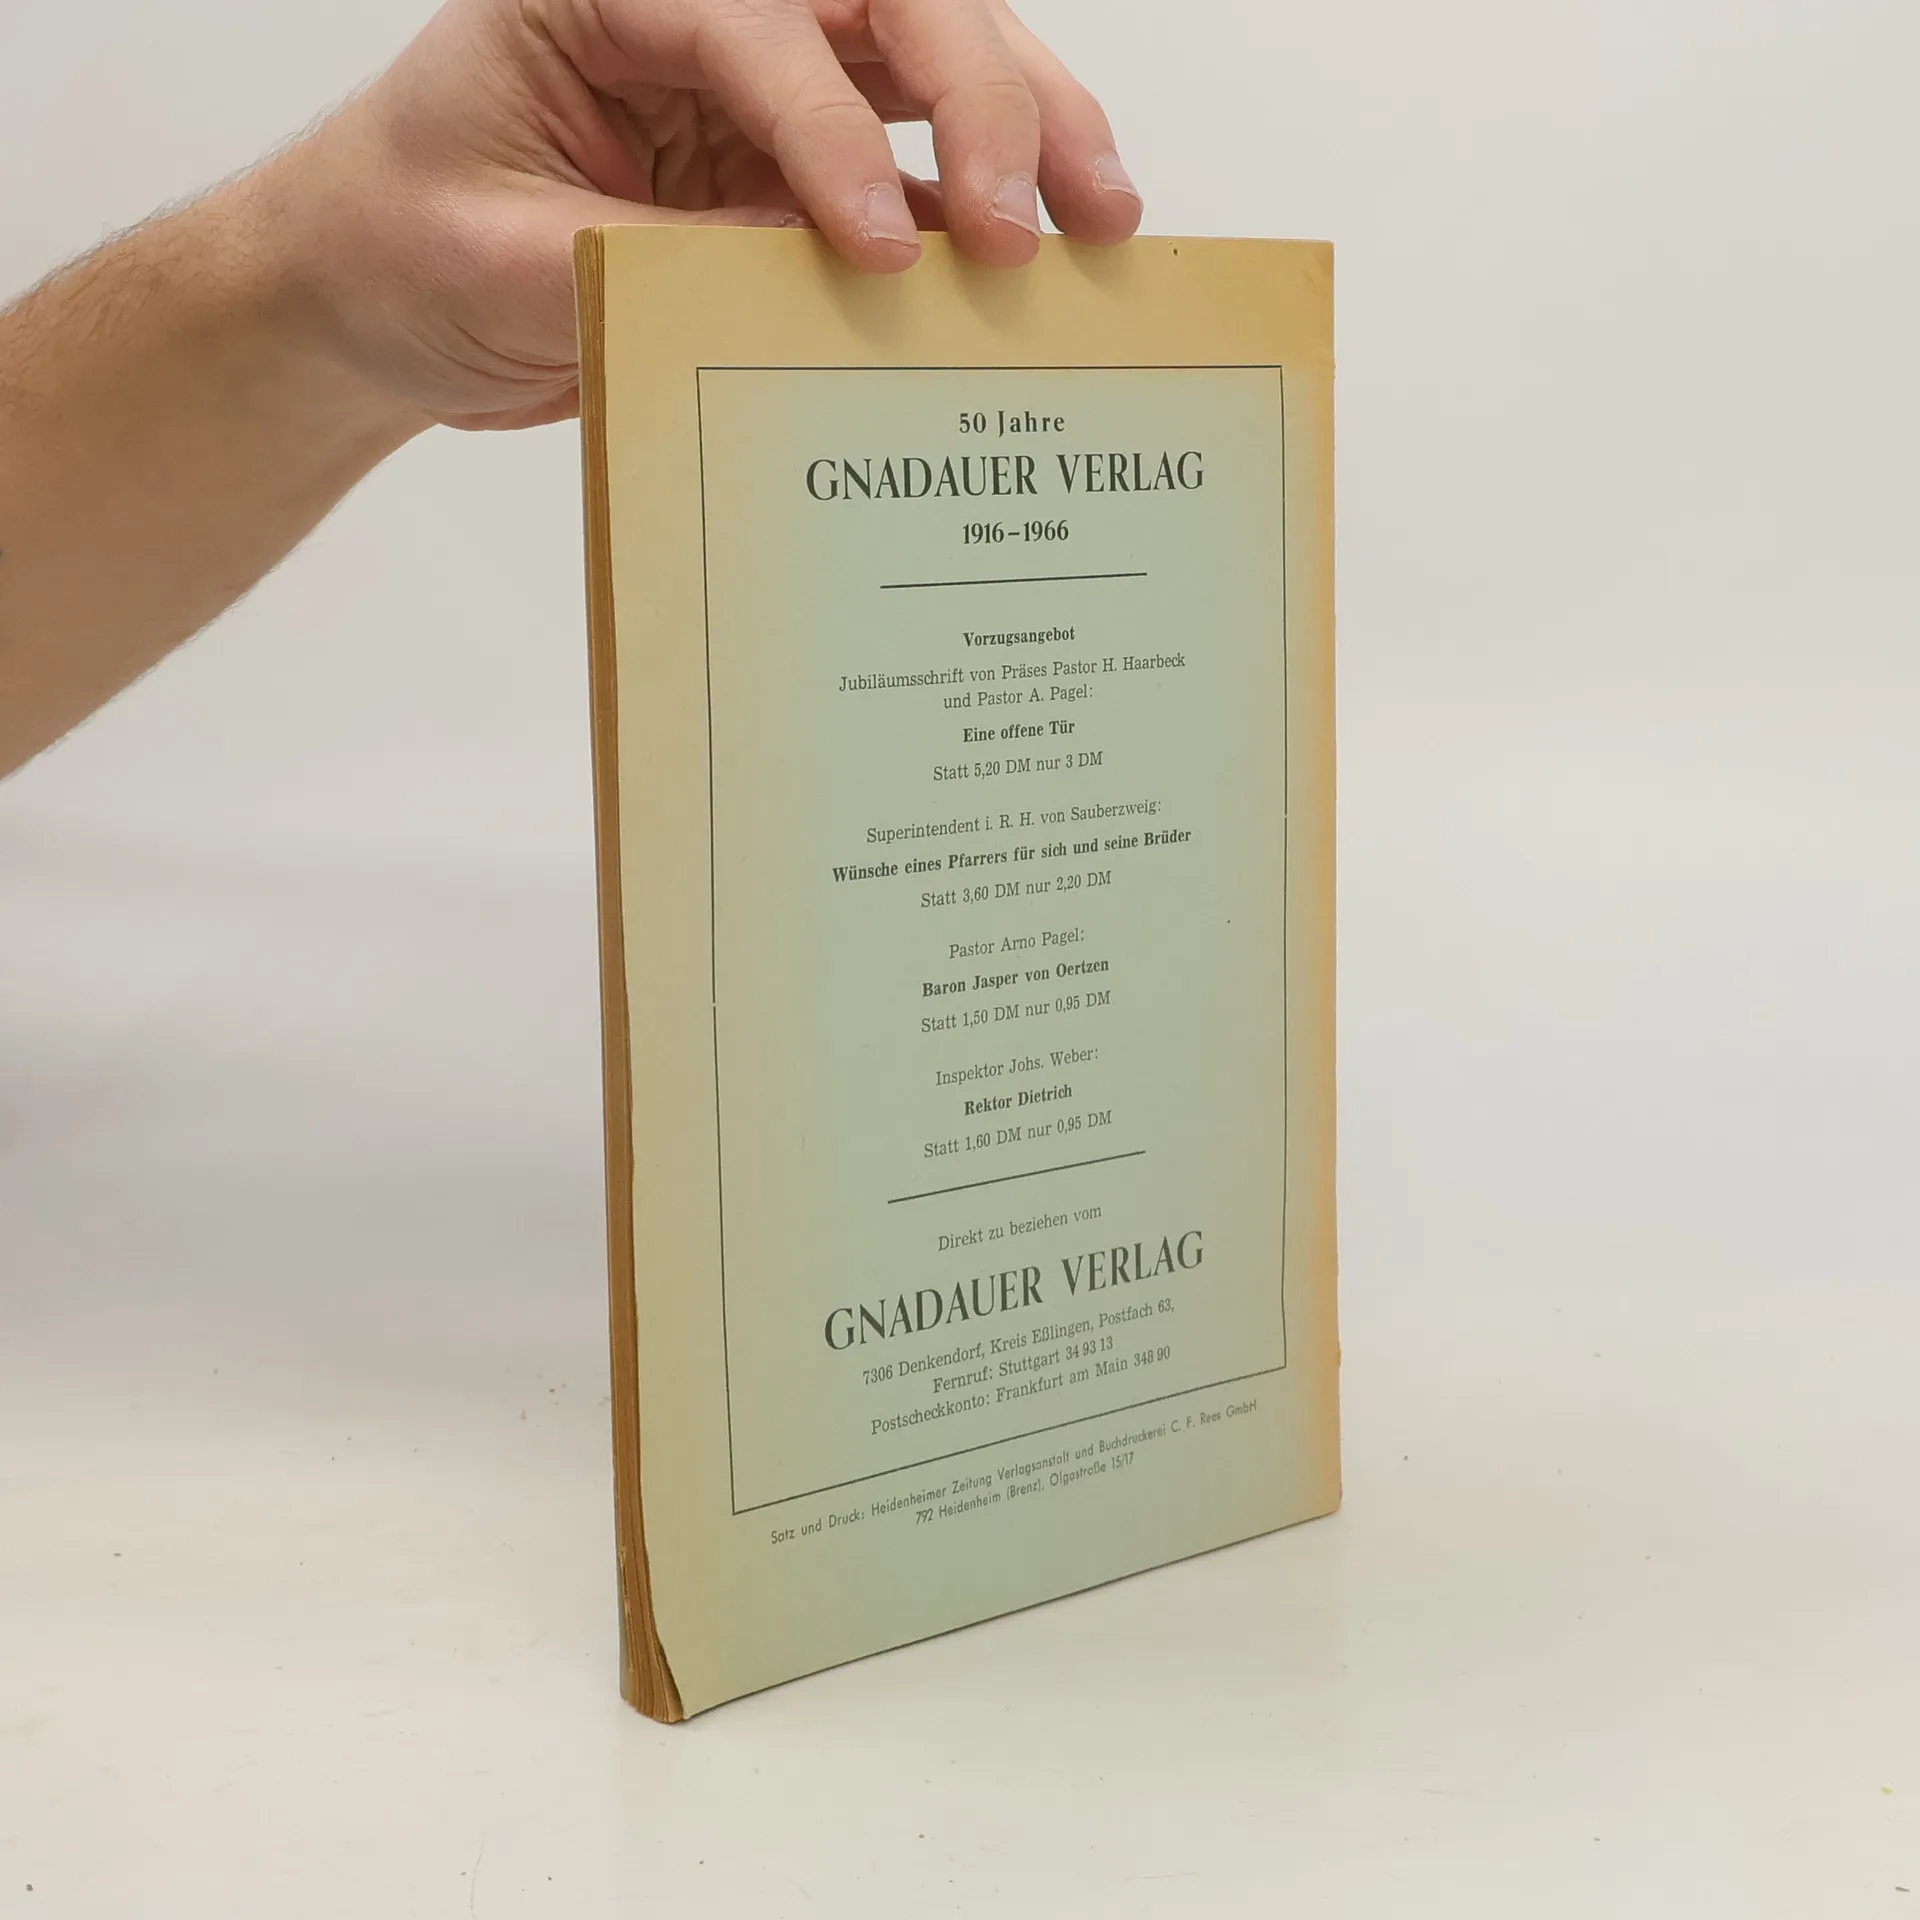 50 Jahre
GNADAUER VERLAG
1916–1966
Vorzugsangebot
Jubiläumsschrift von Präses Pastor H. Haarbeck
und Pastor A. Pagel:
Eine offene Tür
Statt 5,20 DM nur 3 DM
Superintendent i. R. H. von Sauberzweig:
Wünsche eines Pfarrers für sich und seine Brüder
Statt 3,60 DM nur 2,20 DM
Pastor Arno Pagel:
Baron Jasper von Oertzen
Statt 1,50 DM nur 0,95 DM
Inspektor Johs. Weber:
Rektor Dietrich
Statt 1,60 DM nur 0,95 DM
Direkt zu beziehen vom
GNADAUER VERLAG
7306 Denkendorf, Kreis Eßlingen, Postfach 63,
Fernruf: Stuttgart 34 93 13
Postscheckkonto: Frankfurt am Main 348 90
Satz und Druck: Heidenheimer Zeitung Verlagsanstalt und Buchdruckerei C. F. Rees GmbH
792 Heidenheim (Brenz), Olgastraße 15/17